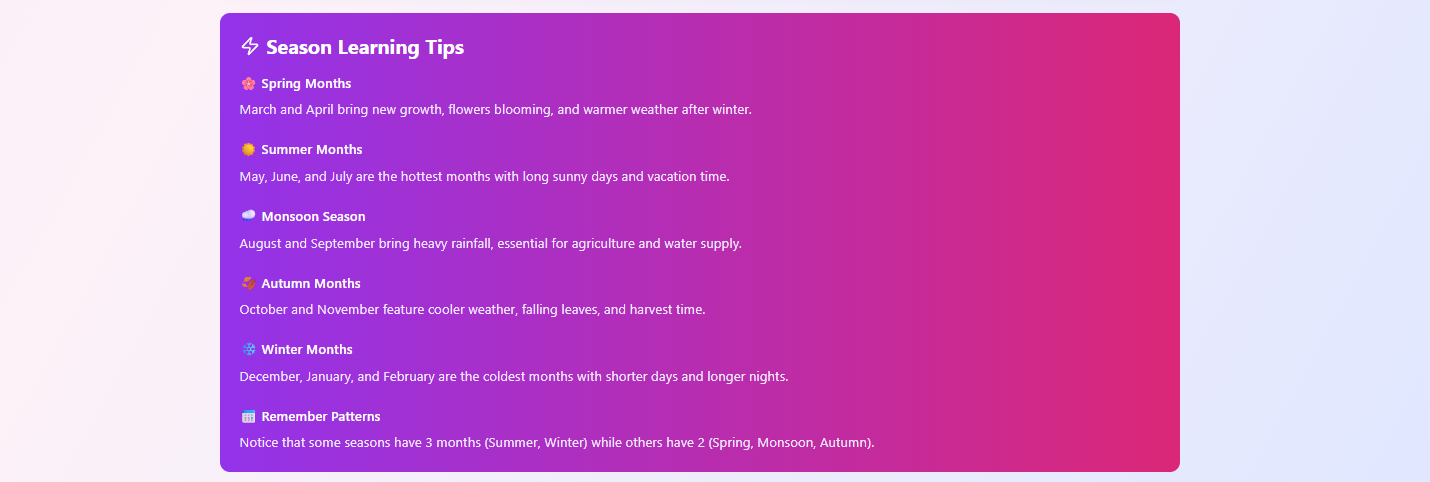 Season Learning Tips
Spring Months
March and April bring new growth, flowers blooming, and warmer weather after winter.
Summer Months
May, June, and July are the hottest months with long sunny days and vacation time.
Monsoon Season
August and September bring heavy rainfall, essential for agriculture and water supply.
Autumn Months
October and November feature cooler weather, falling leaves, and harvest time.
Winter Months
December, January, and February are the coldest months with shorter days and longer nights.
Remember Patterns
Notice that some seasons have 3 months (Summer, Winter) while others have 2 (Spring, Monsoon, Autumn).